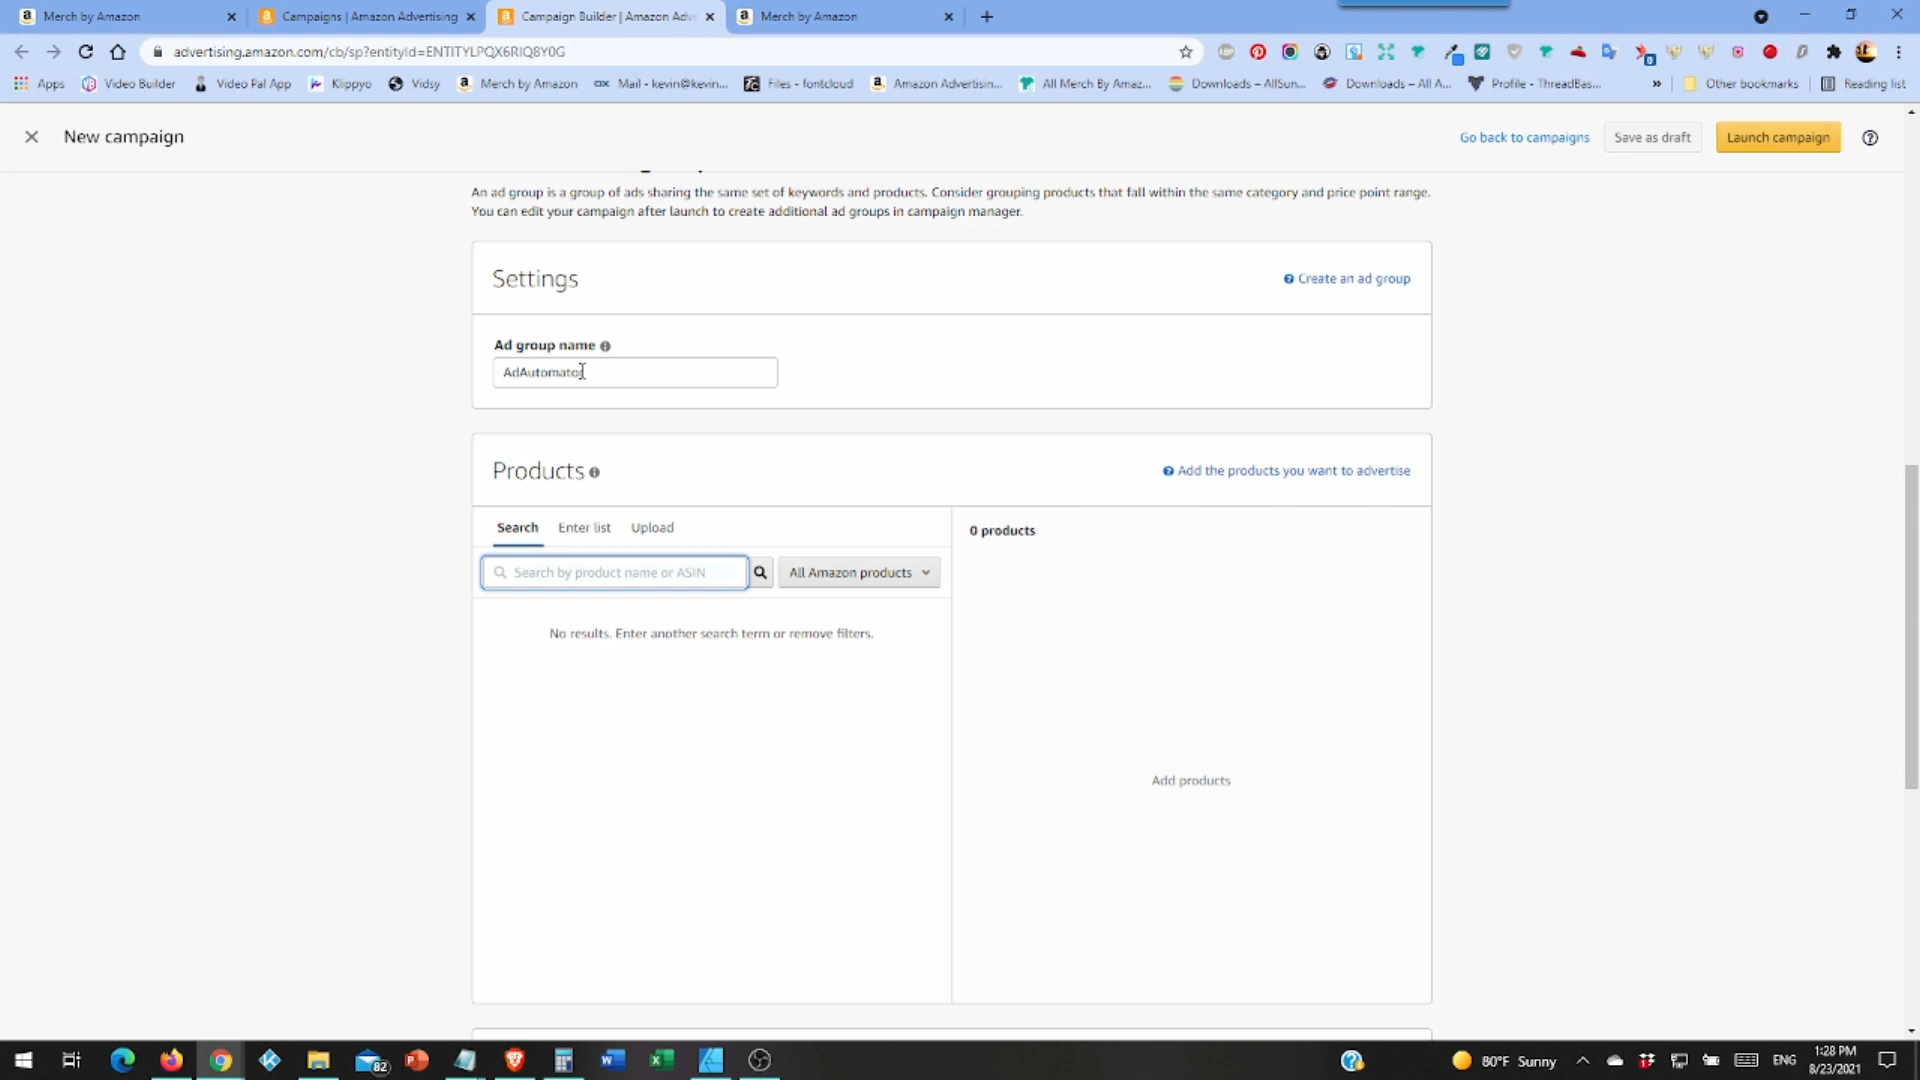 Merch by Amazon
Campaigns | Amazon Advertising
Campaign Builder | Amazon Adv
Merch by Amazon
advertising.amazon.com/cb/sp?entityId=ENTITYLPQX6RIQ8Y0G
Apps
Video Builder
Video Pal App
Klippyo
Vidsy
Merch by Amazon
Mail - kevin@kevin...
Files - fontcloud
Amazon Advertisin...
All Merch By Amaz...
Downloads – AllSun...
Downloads – All A...
Profile - ThreadBas...
»
Other bookmarks
Reading list
New campaign
Go back to campaigns
Save as draft
Launch campaign
An ad group is a group of ads sharing the same set of keywords and products. Consider grouping products that fall within the same category and price point range.
You can edit your campaign after launch to create additional ad groups in campaign manager.
Settings
Create an ad group
Ad group name
AdAutomator
Products
Add the products you want to advertise
Search
Enter list
Upload
0 products
Search by product name or ASIN
All Amazon products
No results. Enter another search term or remove filters.
Add products
82
80°F Sunny
ENG
1:28 PM
8/23/2021